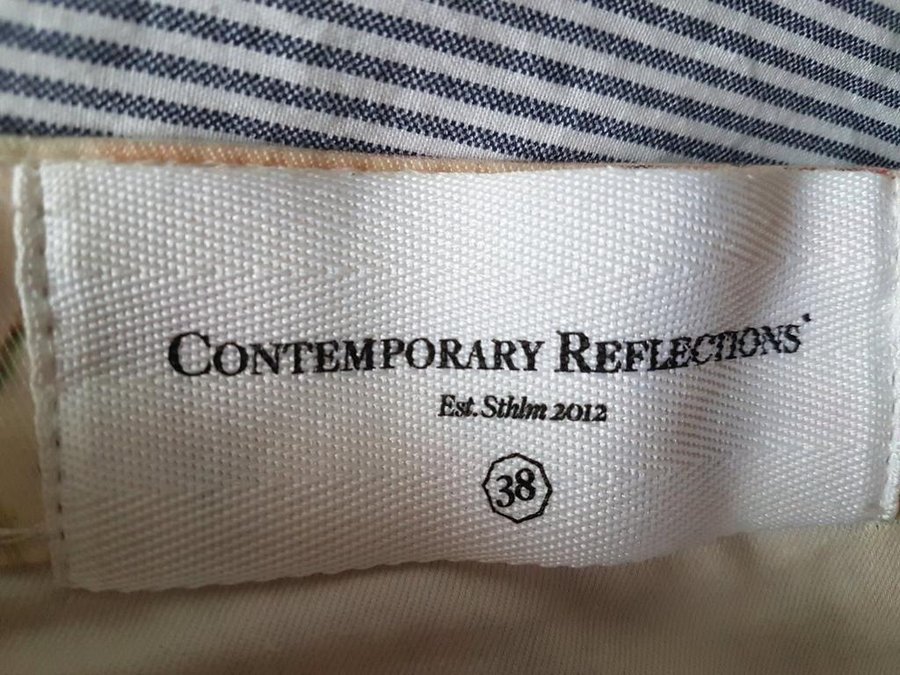 CONTEMPORARY REFLECTIONS*
Est. Sthlm 2012
38